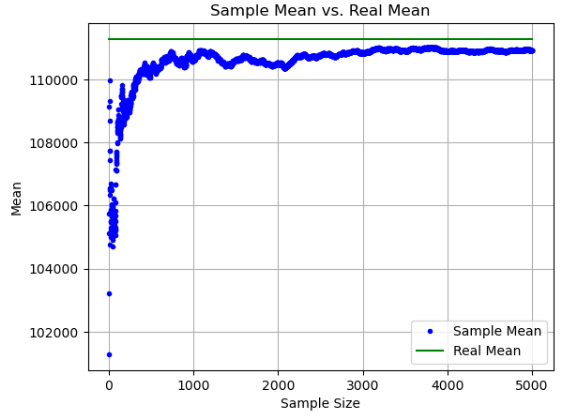 Sample Mean vs. Real Mean
Mean
110000
108000
106000
104000
102000
Sample Mean
Real Mean
0 1000 2000 3000 4000 5000
Sample Size